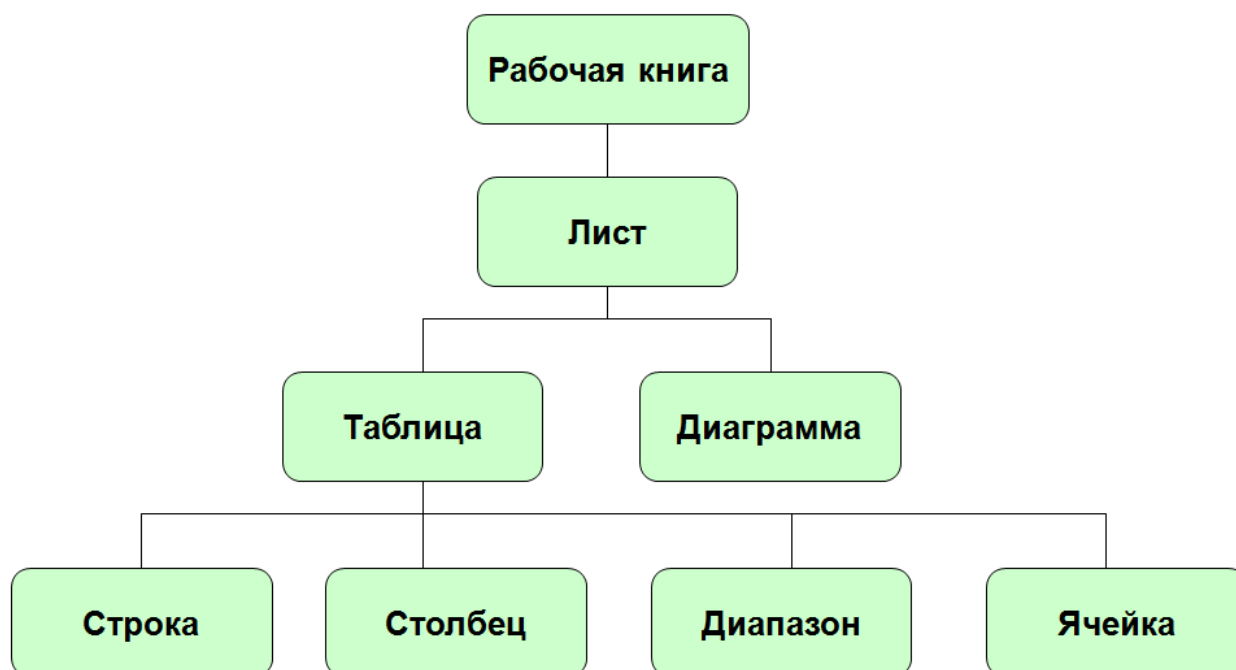 Рабочая книга
Лист
Таблица
Диаграмма
Строка
Столбец
Диапазон
Ячейка